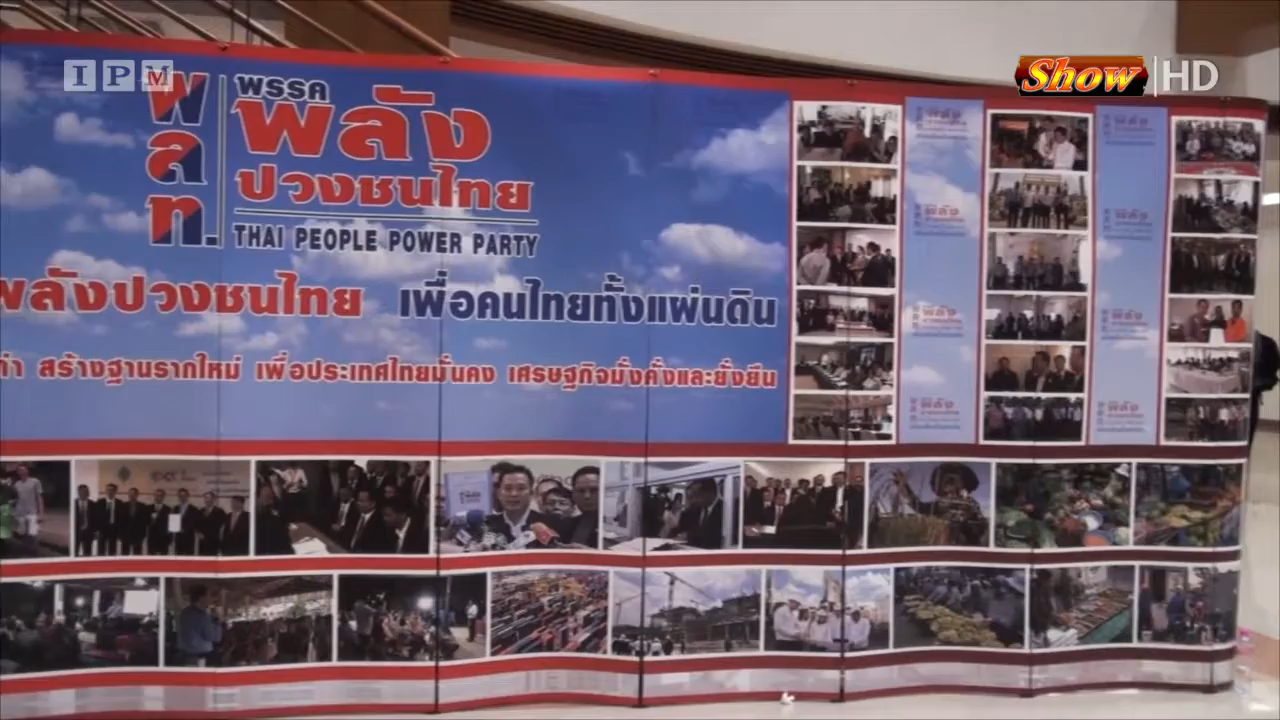 IPM
Show HD
พ
ล
ท.
พรรค
พลัง
ปวงชนไทย
THAI PEOPLE POWER PARTY
พลังปวงชนไทย เพื่อคนไทยทั้งแผ่นดิน
สร้างฐานรากใหม่ เพื่อประเทศไทยมั่นคง เศรษฐกิจมั่งคั่งและยั่งยืน